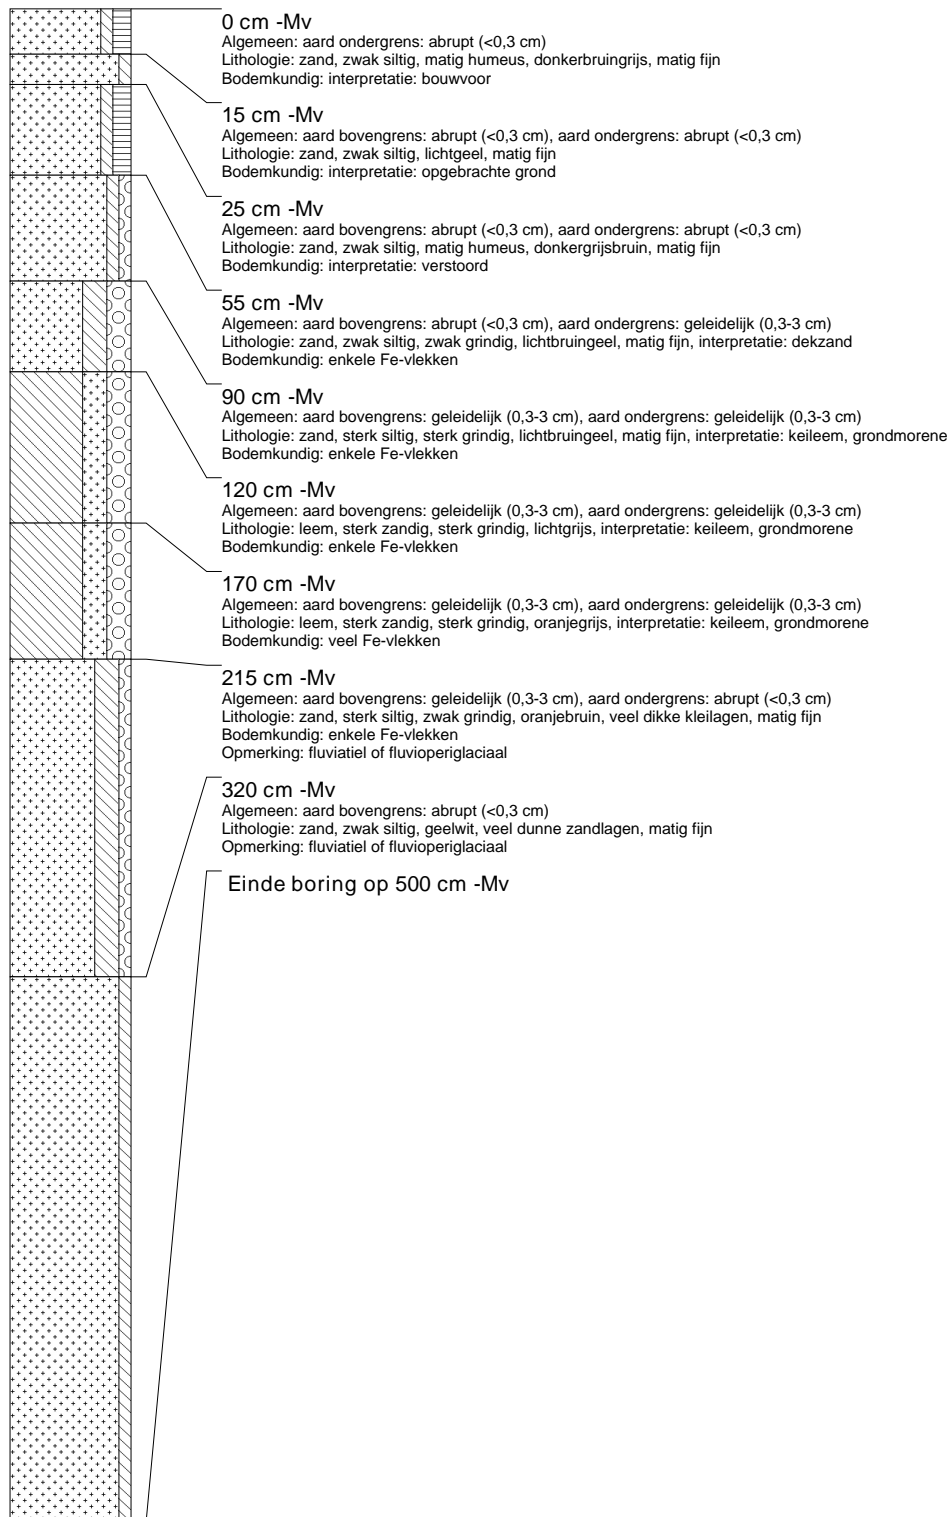 0 cm -Mv
Algemeen: aard ondergrens: abrupt (<0,3 cm)
Lithologie: zand, zwak siltig, matig humeus, donkerbruingrijs, matig fijn
Bodemkundig: interpretatie: bouwvoor
15 cm -Mv
Algemeen: aard bovengrens: abrupt (<0,3 cm), aard ondergrens: abrupt (<0,3 cm)
Lithologie: zand, zwak siltig, lichtgeel, matig fijn
Bodemkundig: interpretatie: opgebrachte grond
25 cm -Mv
Algemeen: aard bovengrens: abrupt (<0,3 cm), aard ondergrens: abrupt (<0,3 cm)
Lithologie: zand, zwak siltig, matig humeus, donkergrijsbruin, matig fijn
Bodemkundig: interpretatie: verstoord
55 cm -Mv
Algemeen: aard bovengrens: abrupt (<0,3 cm), aard ondergrens: geleidelijk (0,3-3 cm)
Lithologie: zand, zwak siltig, zwak grindig, lichtbruingeel, matig fijn, interpretatie: dekzand
Bodemkundig: enkele Fe-vlekken
90 cm -Mv
Algemeen: aard bovengrens: geleidelijk (0,3-3 cm), aard ondergrens: geleidelijk (0,3-3 cm)
Lithologie: zand, sterk siltig, sterk grindig, lichtbruingeel, matig fijn, interpretatie: keileem, grondmorene
Bodemkundig: enkele Fe-vlekken
120 cm -Mv
Algemeen: aard bovengrens: geleidelijk (0,3-3 cm), aard ondergrens: geleidelijk (0,3-3 cm)
Lithologie: leem, sterk zandig, sterk grindig, lichtgrijs, interpretatie: keileem, grondmorene
Bodemkundig: enkele Fe-vlekken
170 cm -Mv
Algemeen: aard bovengrens: geleidelijk (0,3-3 cm), aard ondergrens: geleidelijk (0,3-3 cm)
Lithologie: leem, sterk zandig, sterk grindig, oranjegrijs, interpretatie: keileem, grondmorene
Bodemkundig: veel Fe-vlekken
215 cm -Mv
Algemeen: aard bovengrens: geleidelijk (0,3-3 cm), aard ondergrens: abrupt (<0,3 cm)
Lithologie: zand, sterk siltig, zwak grindig, oranjebruin, veel dikke kleilagen, matig fijn
Bodemkundig: enkele Fe-vlekken
Opmerking: fluviatiel of fluvioperiglaciaal
320 cm -Mv
Algemeen: aard bovengrens: abrupt (<0,3 cm)
Lithologie: zand, zwak siltig, geelwit, veel dunne zandlagen, matig fijn
Opmerking: fluviatiel of fluvioperiglaciaal
Einde boring op 500 cm -Mv